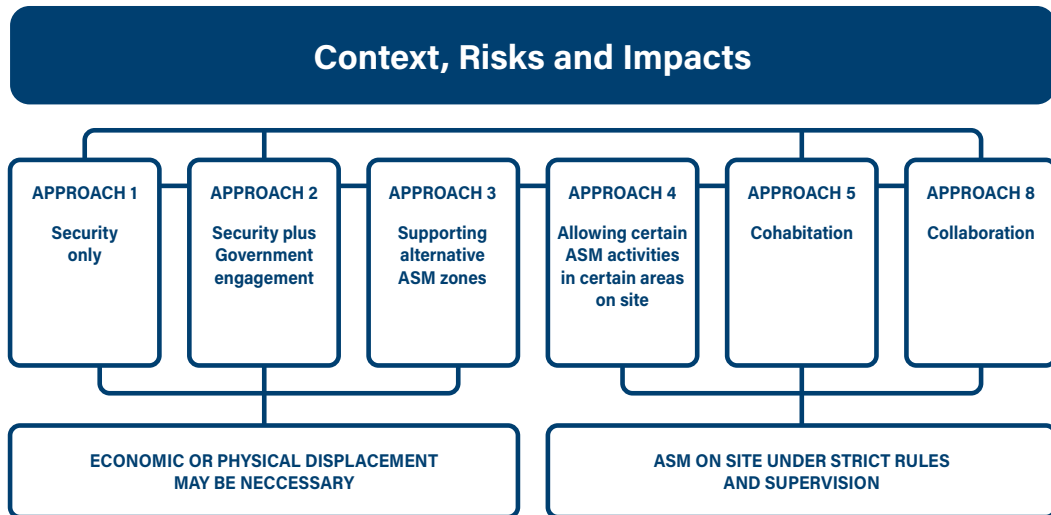 Context, Risks and Impacts
APPROACH 1
Security
only
APPROACH 2
Security plus
Government
engagement
APPROACH 3
Supporting
alternative
ASM zones
APPROACH 4
Allowing certain
ASM activities
in certain areas
on site
APPROACH 5
Cohabitation
APPROACH 8
Collaboration
ECONOMIC OR PHYSICAL DISPLACEMENT
MAY BE NECCESSARY
ASM ON SITE UNDER STRICT RULES
AND SUPERVISION